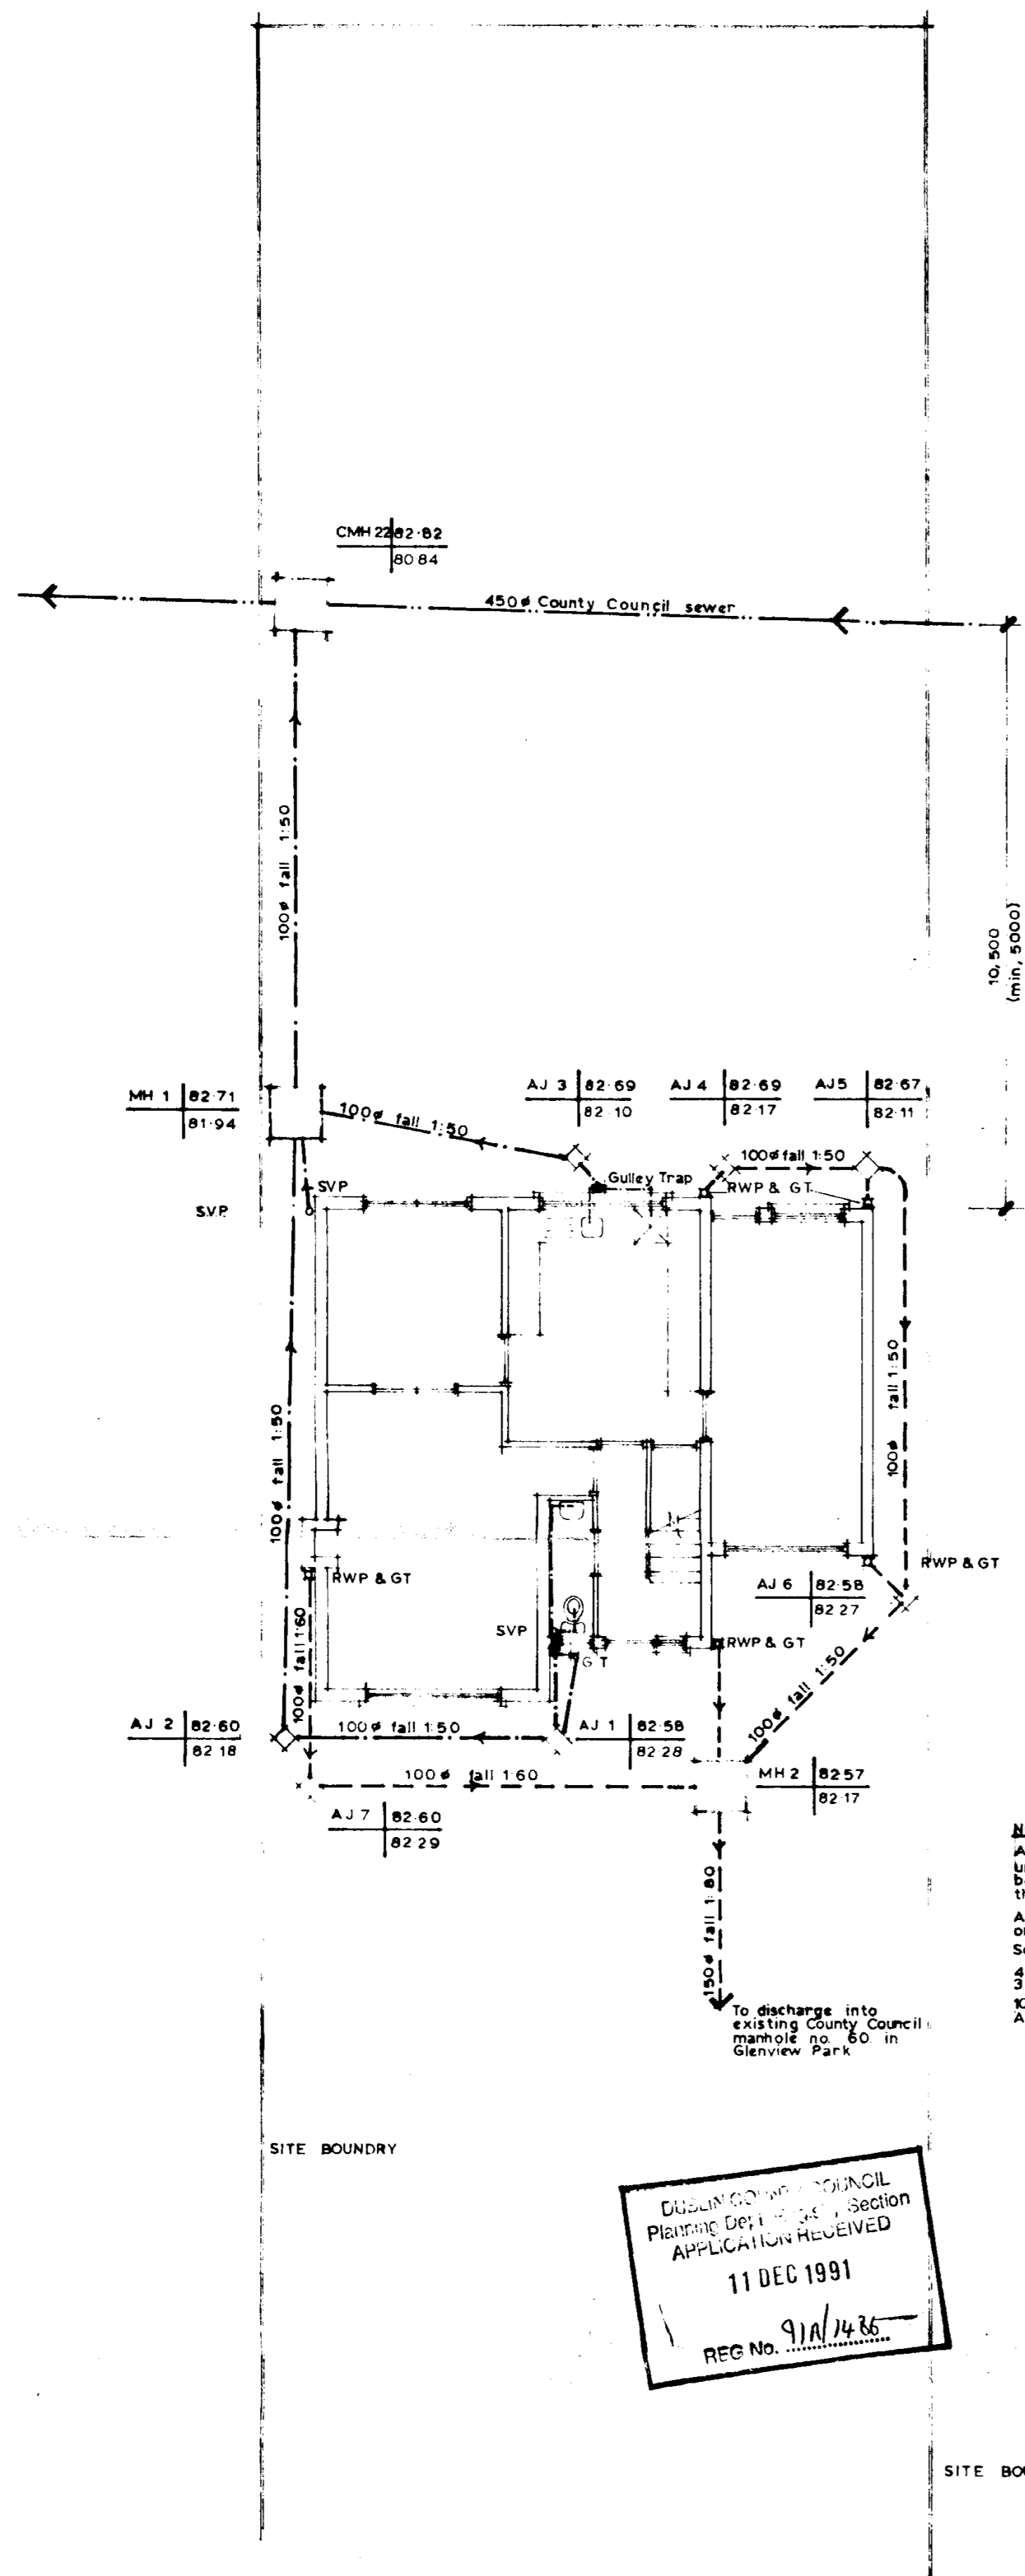 CMH 22 82·82
80·84
450ø County Council sewer
100ø fall 1:50
10,500
(min, 5000)
MH 1 82·71
81·94
AJ 3 82·69
82·10
AJ 4 82·69
82·17
AJ5 82·67
82·11
100ø fall 1:50
100ø fall 1:50
Gulley Trap
RWP & GT
SVP
S.V.P.
100ø fall 1:50
100ø fall 1:50
RWP & GT
RWP & GT
AJ 6 82·58
82·27
100ø fall 1:60
SVP
G T
RWP & GT
100ø fall 1:50
AJ 2 82·60
82·18
100ø fall 1:50
AJ 1 82·58
82·28
100ø fall 1:60
MH 2 82·57
82·17
AJ 7 82·60
82·29
150ø fall 1:80
To discharge into
existing County Council
manhole no. 60. in
Glenview Park
SITE BOUNDRY
DUBLIN COUNTY COUNCIL
Planning Dept Section
APPLICATION RECEIVED
11 DEC 1991
REG No. 91A/1486
SITE BOU